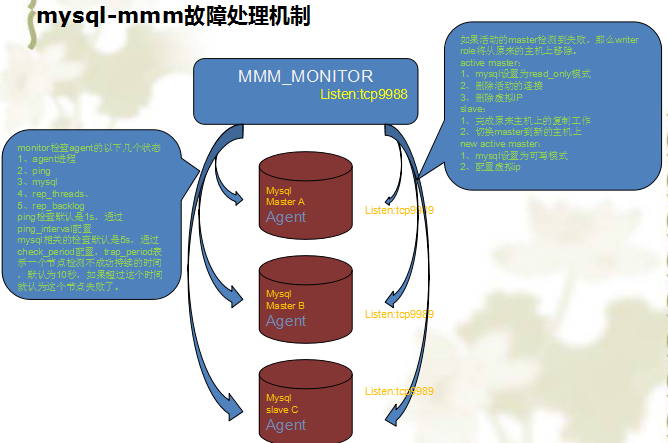 mysql-mmm故障处理机制
MMM_MONITOR
Listen:tcp9988
如果活动的master检测到失败，那么writer
role将从原来的主机上移除。
active master：
1、mysql设置为read_only模式
2、删除活动的连接
3、删除虚拟IP
slave：
1、完成原来主机上的复制工作
2、切换master到新的主机上
new active master：
1、mysql设置为可写模式
2、配置虚拟ip
monitor检查agent的以下几个状态
1、agent进程
2、ping
3、mysql
4、rep_threads、
5、rep_backlog
ping检查默认是1s，通过
ping_interval配置
mysql相关的检查默认是5s，通过
check_period配置，trap_period表
示一个节点检测不成功持续的时间
，默认为10秒，如果超过这个时间
就认为这个节点失败了。
Mysql
Master A
Agent
Listen:tcp9989
Mysql
Master B
Agent
Listen:tcp9989
Mysql
slave C
Agent
Listen:tcp9989